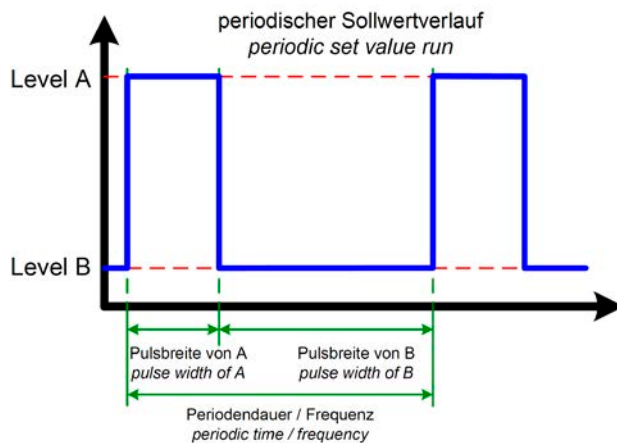 periodischer Sollwertverlauf
periodic set value run
Level A
Level B
Pulsbreite von A
pulse width of A
Pulsbreite von B
pulse width of B
Periodendauer / Frequenz
periodic time / frequency